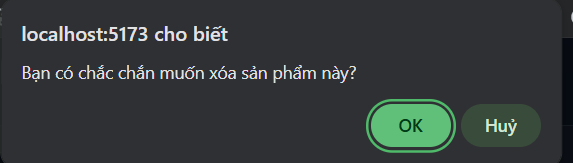 localhost:5173 cho biết
Bạn có chắc chắn muốn xóa sản phẩm này?
OK
Huỷ